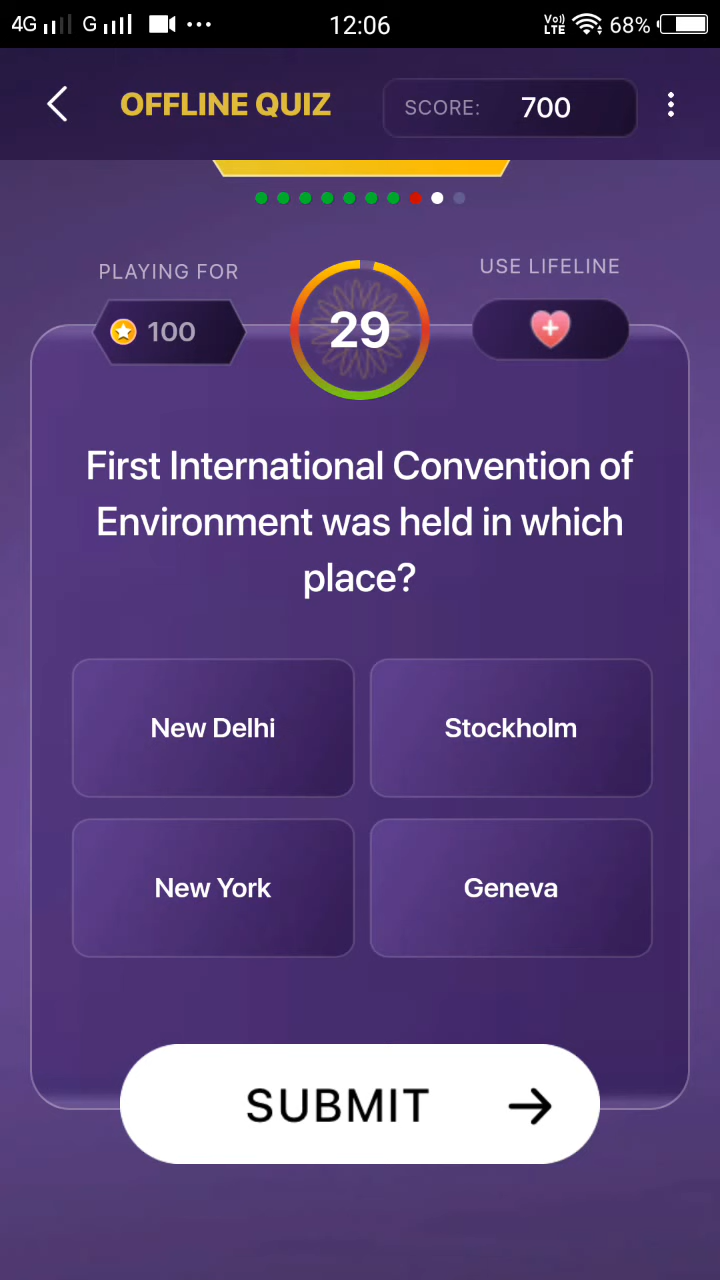 4G G 12:06 Vo)) LTE 68%
OFFLINE QUIZ SCORE: 700
PLAYING FOR USE LIFELINE
100 29
First International Convention of
Environment was held in which
place?
New Delhi Stockholm
New York Geneva
SUBMIT